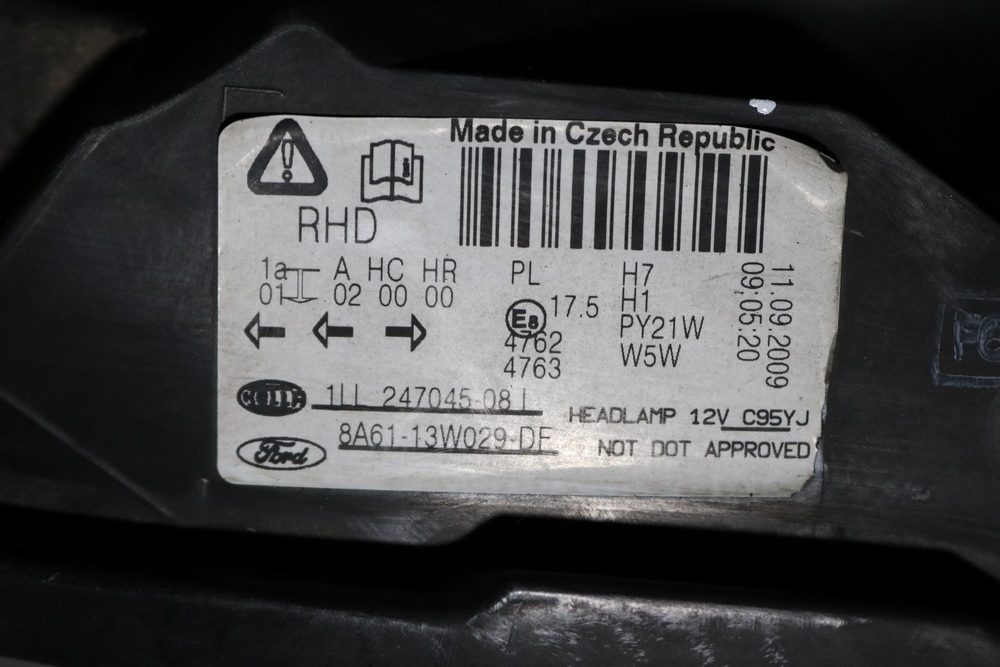 Made in Czech Republic
RHD
1a A HC HR
01 02 00 00
PL
E8 17.5
4762
4763
H7
H1
PY21W
W5W
11.09.2009
09:05:20
1LL 247045-08
HEADLAMP 12V C95YJ
Ford
8A61-13W029-DE
NOT DOT APPROVED